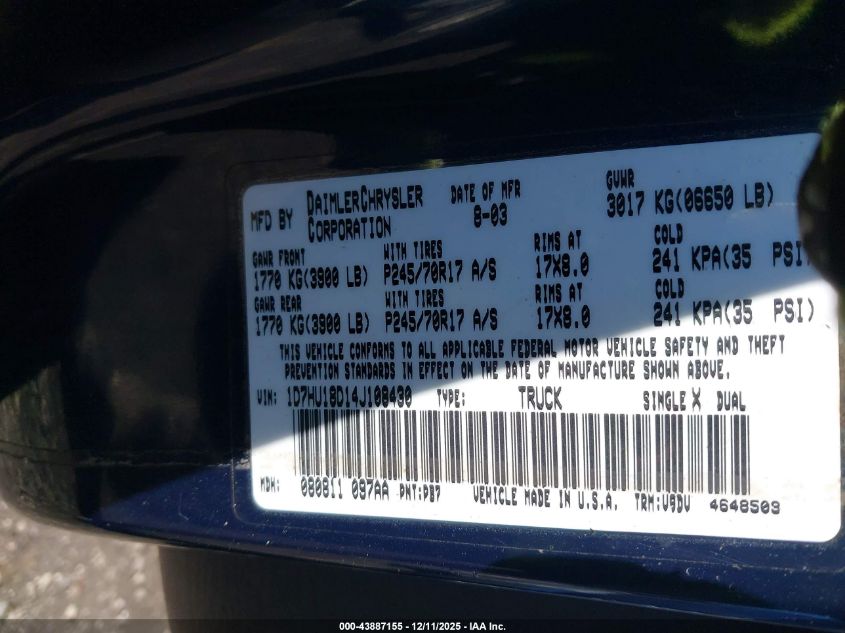 MFD BY DAIMLERCHRYSLER CORPORATION DATE OF MFR 8-03 GVWR 3017 KG(06650 LB)
GAWR FRONT WITH TIRES RIMS AT COLD
1770 KG(3900 LB) P245/70R17 A/S 17X8.0 241 KPA(35 PSI)
GAWR REAR WITH TIRES RIMS AT COLD
1770 KG(3900 LB) P245/70R17 A/S 17X8.0 241 KPA(35 PSI)
THIS VEHICLE CONFORMS TO ALL APPLICABLE FEDERAL MOTOR VEHICLE SAFETY AND THEFT
PREVENTION STANDARDS IN EFFECT ON THE DATE OF MANUFACTURE SHOWN ABOVE.
VIN: 1D7HU18D14J108430 TYPE: TRUCK SINGLE X DUAL
MDH: 080811 097AA PNT:PB7 VEHICLE MADE IN U.S.A. TRM:V9DV 4648503
000-43887155 - 12/11/2025 - IAA Inc.